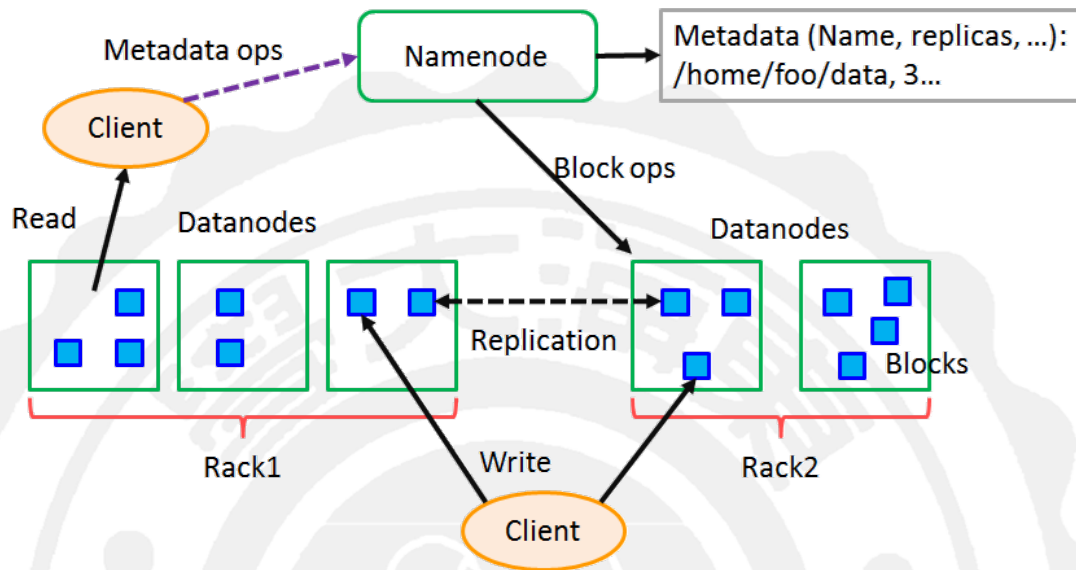 Metadata ops
Namenode
Metadata (Name, replicas, ...):
/home/foo/data, 3...
Client
Block ops
Read
Datanodes
Datanodes
Replication
Blocks
Rack1
Write
Rack2
Client